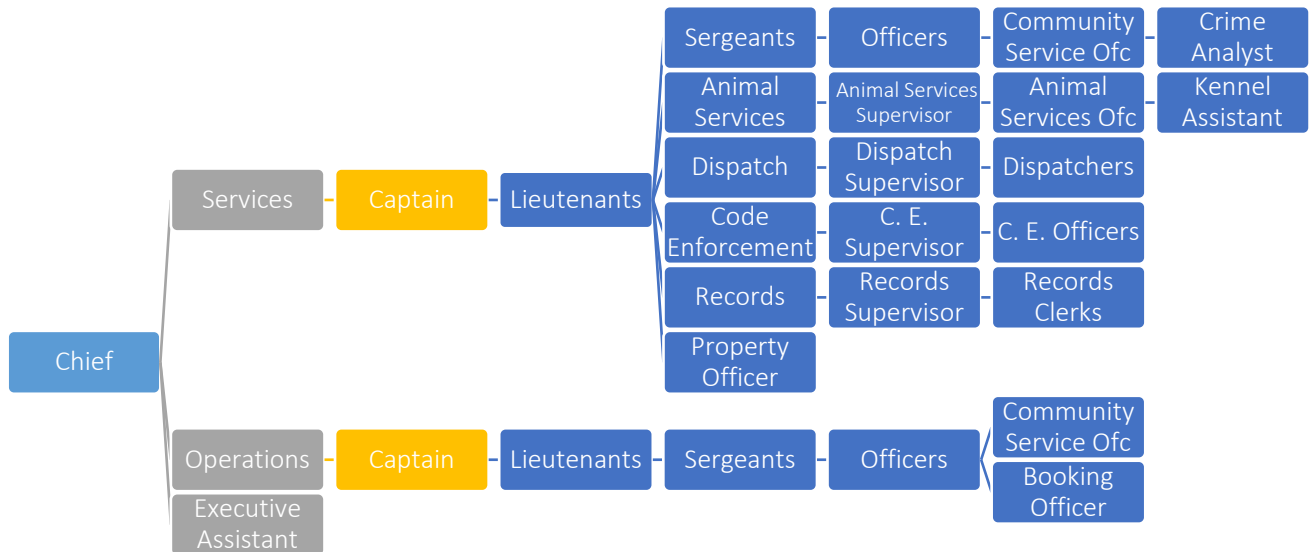 Sergeants
Officers
Community
Service Ofc
Crime
Analyst
Animal
Services
Animal Services
Supervisor
Animal
Services Ofc
Kennel
Assistant
Services
Captain
Lieutenants
Dispatch
Dispatch
Supervisor
Dispatchers
Code
Enforcement
C. E.
Supervisor
C. E. Officers
Records
Records
Supervisor
Records
Clerks
Chief
Property
Officer
Operations
Captain
Lieutenants
Sergeants
Officers
Community
Service Ofc
Booking
Officer
Executive
Assistant